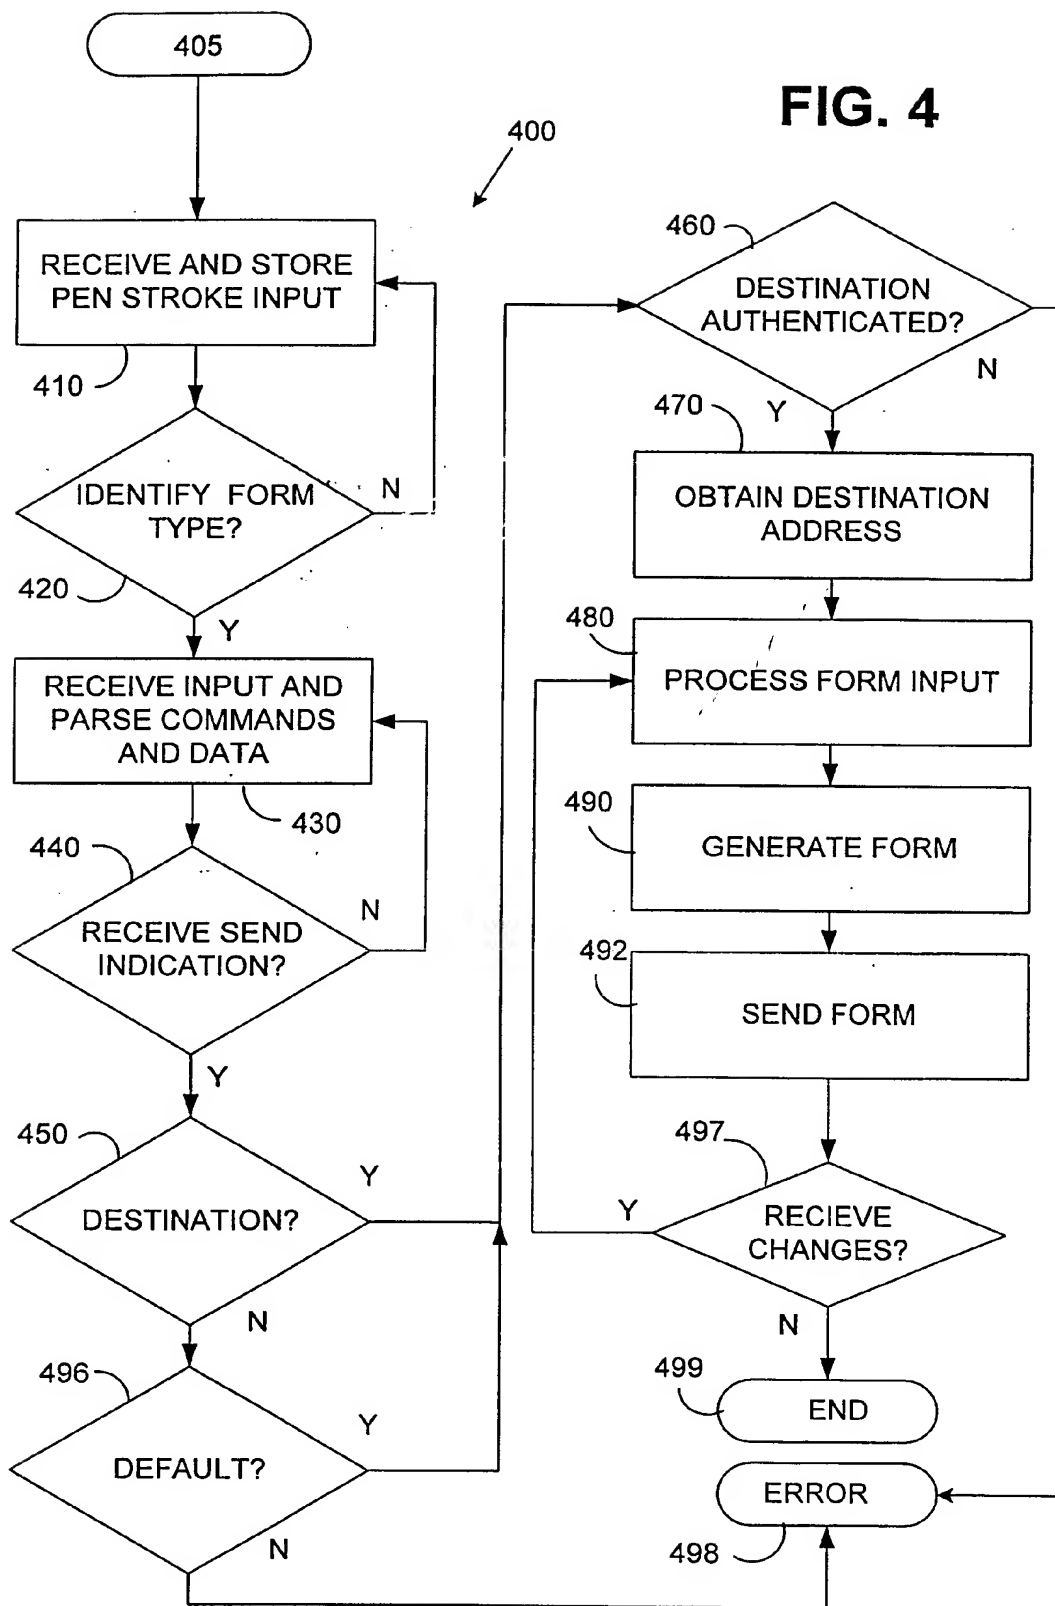 405
FIG. 4
400
RECEIVE AND STORE
PEN STROKE INPUT
410
IDENTIFY FORM
TYPE?
N
420
Y
RECEIVE INPUT AND
PARSE COMMANDS
AND DATA
430
440
RECEIVE SEND
INDICATION?
N
Y
450
DESTINATION?
Y
N
496
DEFAULT?
Y
N
460
DESTINATION
AUTHENTICATED?
N
Y
470
OBTAIN DESTINATION
ADDRESS
480
PROCESS FORM INPUT
490
GENERATE FORM
492
SEND FORM
497
RECIEVE
CHANGES?
Y
N
499
END
ERROR
498